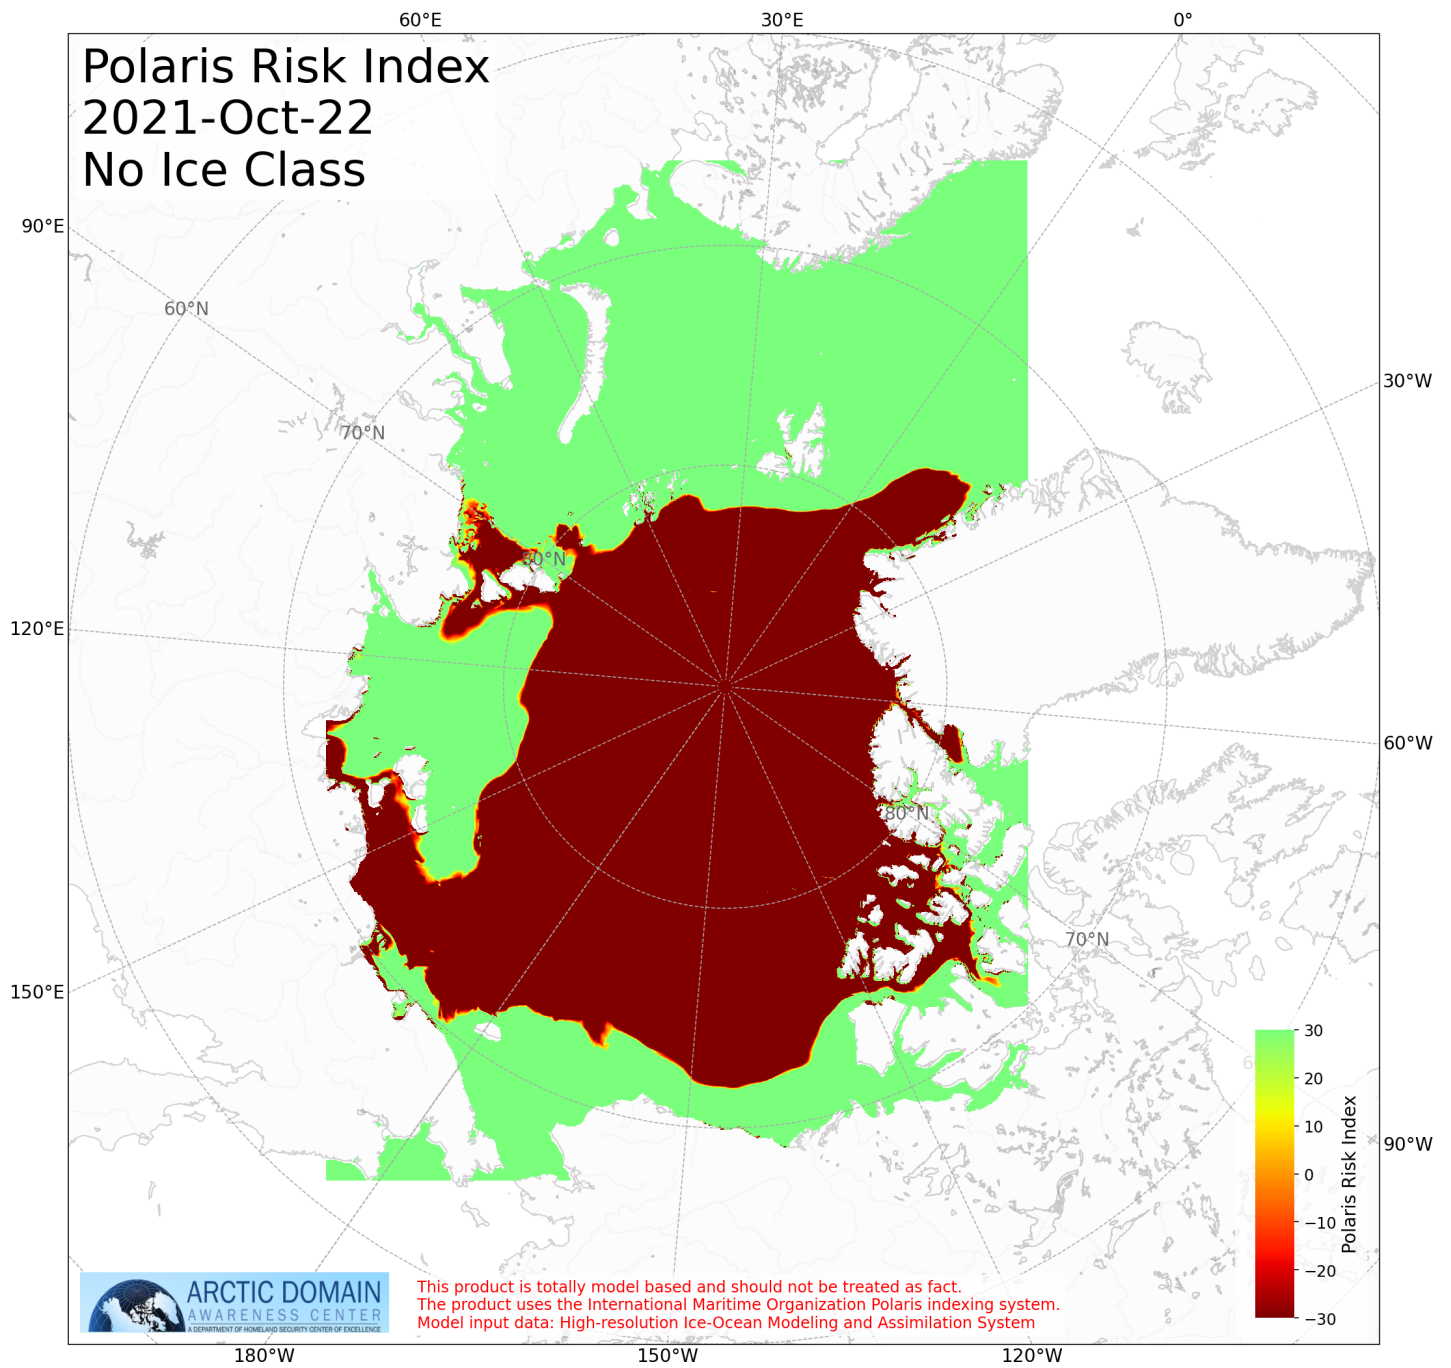 60°E 30°E 0°
Polaris Risk Index
2021-Oct-22
No Ice Class
90°E
60°N
30°W
70°N
80°N
120°E
60°W
80°N
70°N
150°E
30
20
10
0
−10
−20
−30
Polaris Risk Index
90°W
ARCTIC DOMAIN
AWARENESS CENTER
A DEPARTMENT OF HOMELAND SECURITY CENTER OF EXCELLENCE
This product is totally model based and should not be treated as fact.
The product uses the International Maritime Organization Polaris indexing system.
Model input data: High-resolution Ice-Ocean Modeling and Assimilation System
180°W 150°W 120°W